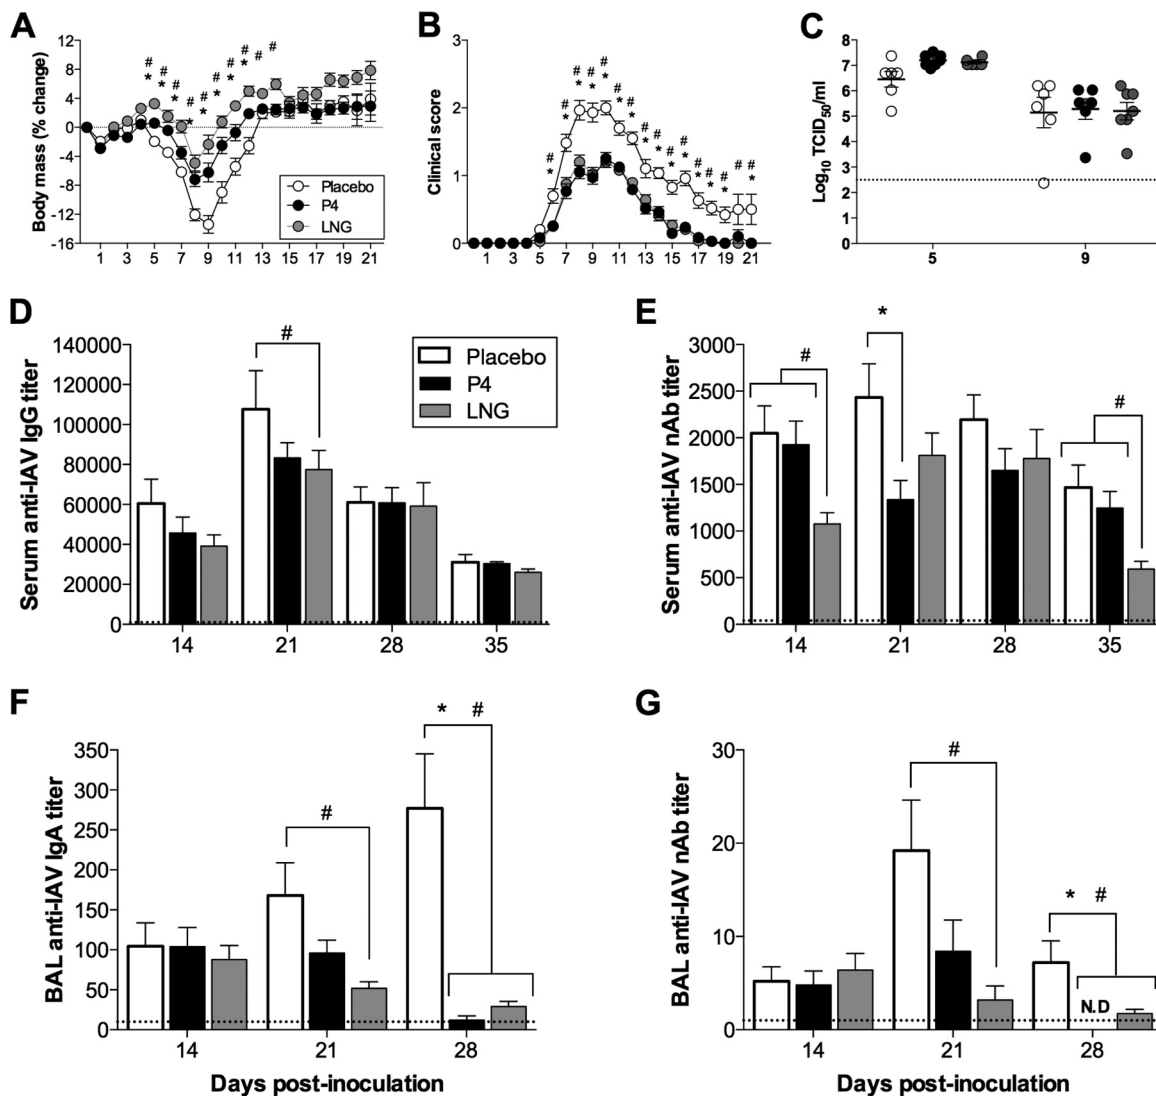 A
Body mass (% change)
12
8
4
0
-4
-8
-12
-16
# # # # # # # # # #
* * * * * * * *
Placebo
P4
LNG
1 3 5 7 9 11 13 15 17 19 21
B
Clinical score
3
2
1
0
# # # # # # # # # # # # # # # #
* * * * * * * * * * * * * * *
1 3 5 7 9 11 13 15 17 19 21
C
Log10 TCID50/ml
8
7
6
5
4
3
2
1
0
5 9
D
Serum anti-IAV IgG titer
140000
120000
100000
80000
60000
40000
20000
0
#
Placebo
P4
LNG
14 21 28 35
E
Serum anti-IAV nAb titer
3000
2500
2000
1500
1000
500
0
#
*
#
14 21 28 35
F
BAL anti-IAV IgA titer
350
300
250
200
150
100
50
0
#
* #
14 21 28
Days post-inoculation
G
BAL anti-IAV nAb titer
30
20
10
0
#
* #
N.D
14 21 28
Days post-inoculation